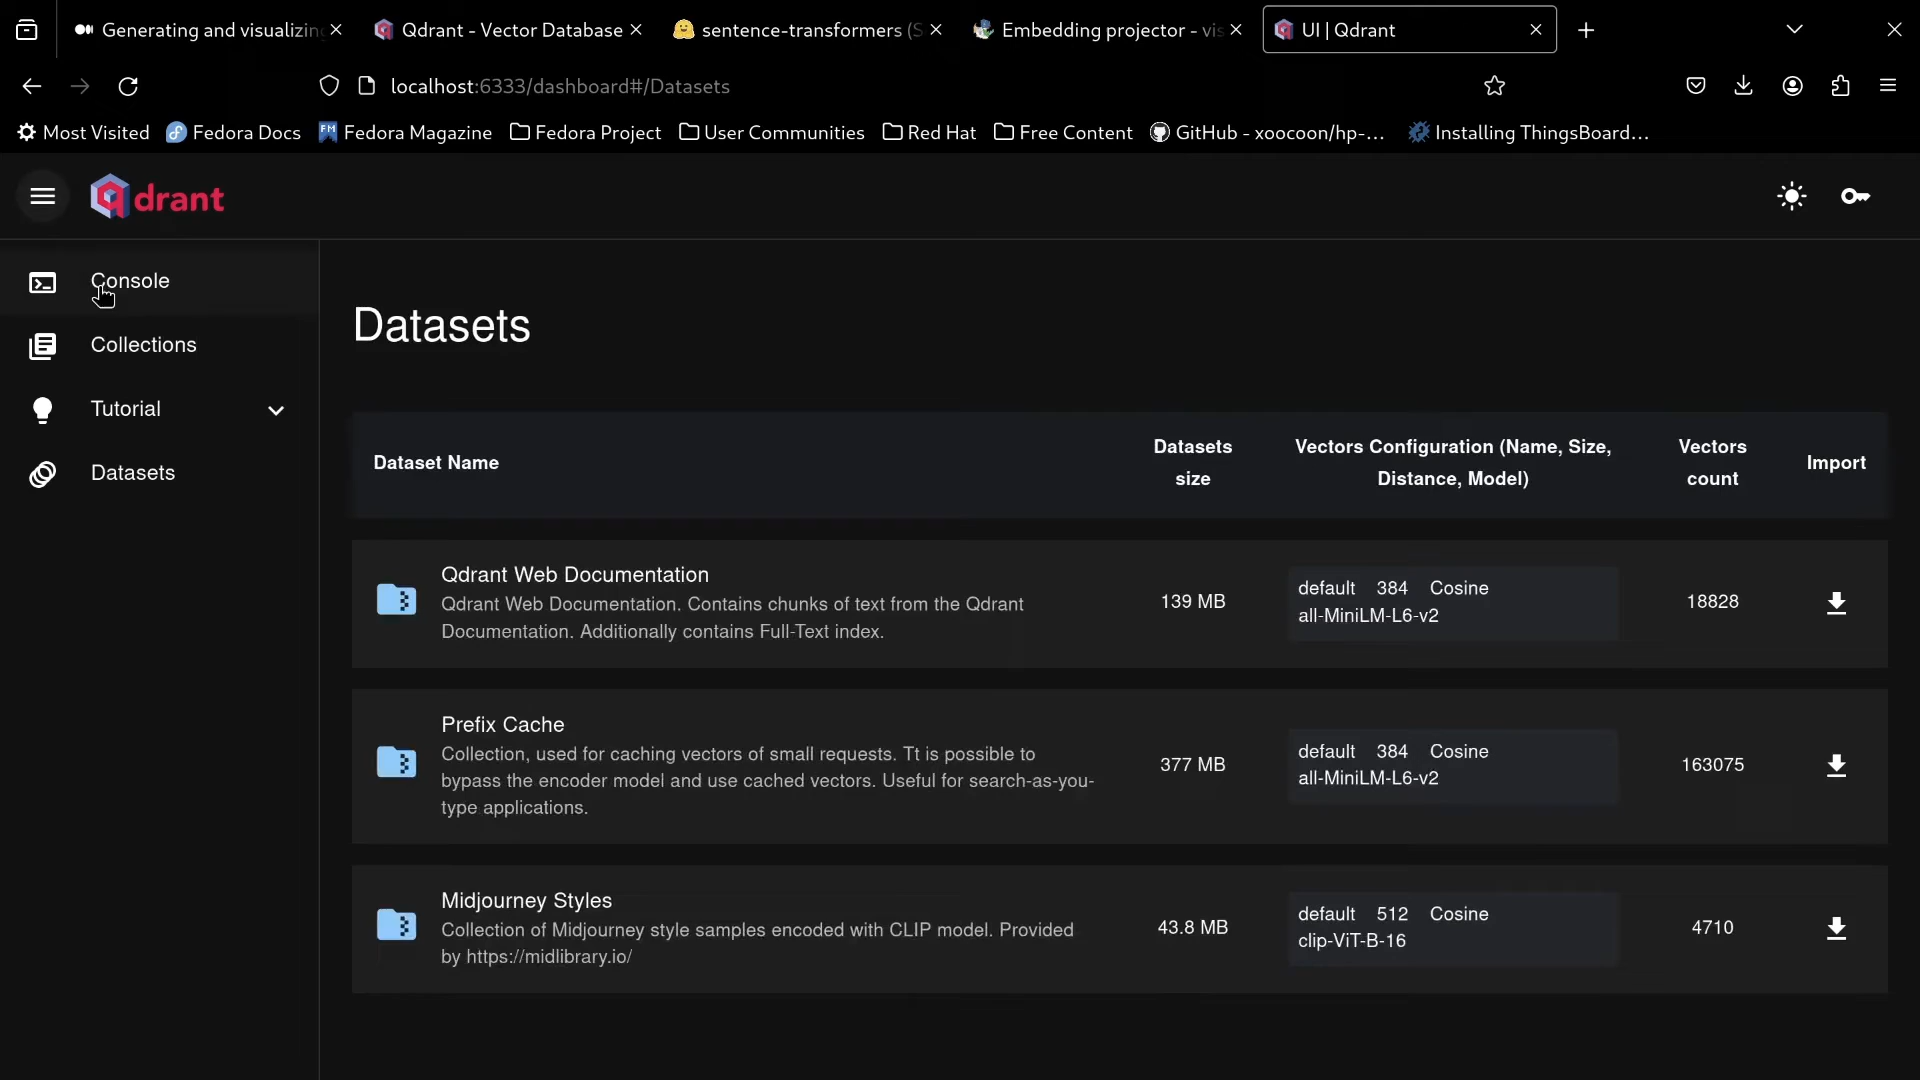 Generating and visualizing
Qdrant - Vector Database
sentence-transformers (S
Embedding projector - vis
UI | Qdrant
localhost:6333/dashboard#/Datasets
Most Visited
Fedora Docs
FM
Fedora Magazine
Fedora Project
User Communities
Red Hat
Free Content
GitHub - xoocoon/hp-...
Installing ThingsBoard...
qdrant
Console
Collections
Tutorial
Datasets
Datasets
Dataset Name
Datasets
size
Vectors Configuration (Name, Size,
Distance, Model)
Vectors
count
Import
Qdrant Web Documentation
Qdrant Web Documentation. Contains chunks of text from the Qdrant
Documentation. Additionally contains Full-Text index.
139 MB
default 384 Cosine
all-MiniLM-L6-v2
18828
Prefix Cache
Collection, used for caching vectors of small requests. Tt is possible to
bypass the encoder model and use cached vectors. Useful for search-as-you-
type applications.
377 MB
default 384 Cosine
all-MiniLM-L6-v2
163075
Midjourney Styles
Collection of Midjourney style samples encoded with CLIP model. Provided
by https://midlibrary.io/
43.8 MB
default 512 Cosine
clip-ViT-B-16
4710